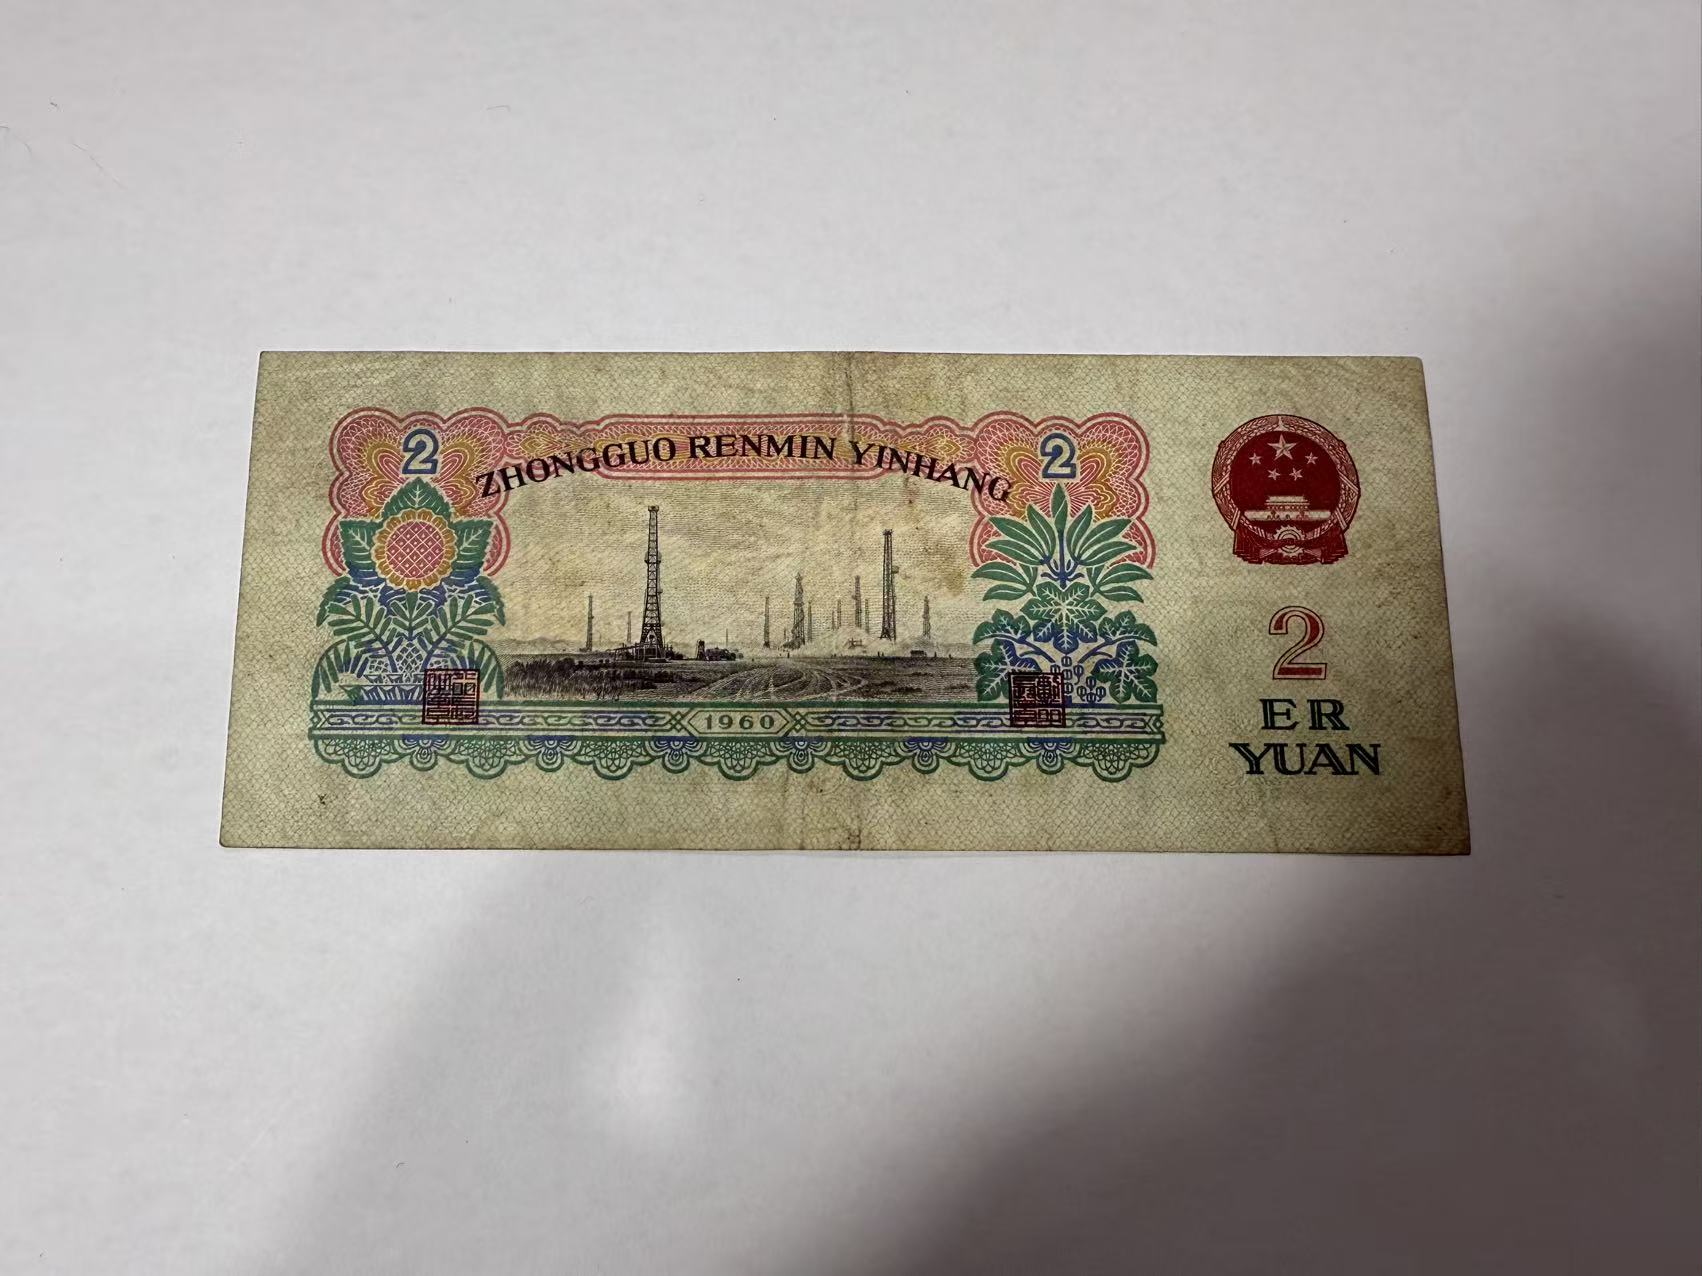 2
2
ZHONGGUO RENMIN YINHANG
1960
2
ER
YUAN